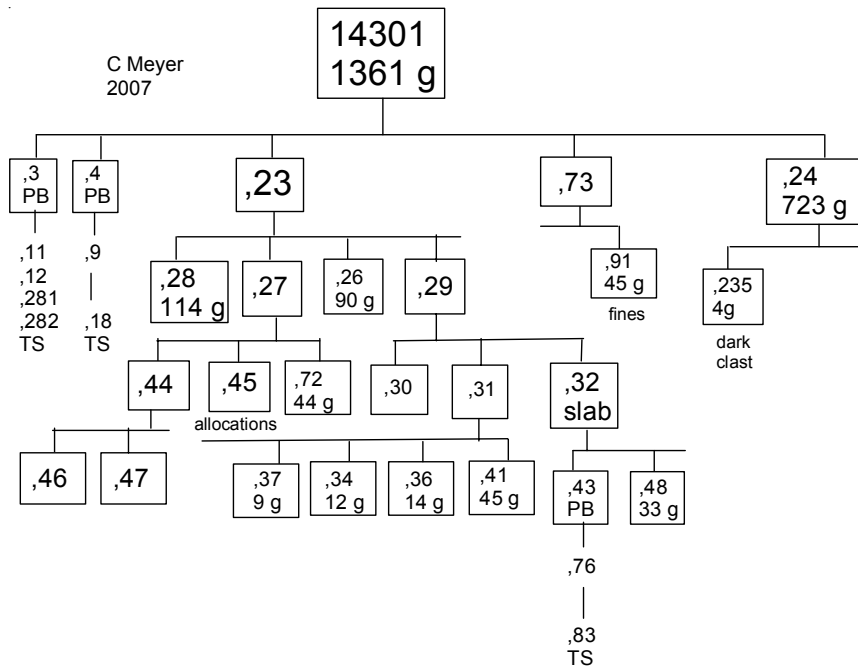 C Meyer
2007
14301
1361 g
,3
PB
,4
PB
,23
,73
,24
723 g
,11
,12
,281
,282
TS
,9
,18
TS
,28
114 g
,27
,26
90 g
,29
,91
45 g
fines
,235
4g
dark
clast
,44
,45
allocations
,72
44 g
,30
,31
,32
slab
,46
,47
,37
9 g
,34
12 g
,36
14 g
,41
45 g
,43
PB
,48
33 g
,76
,83
TS